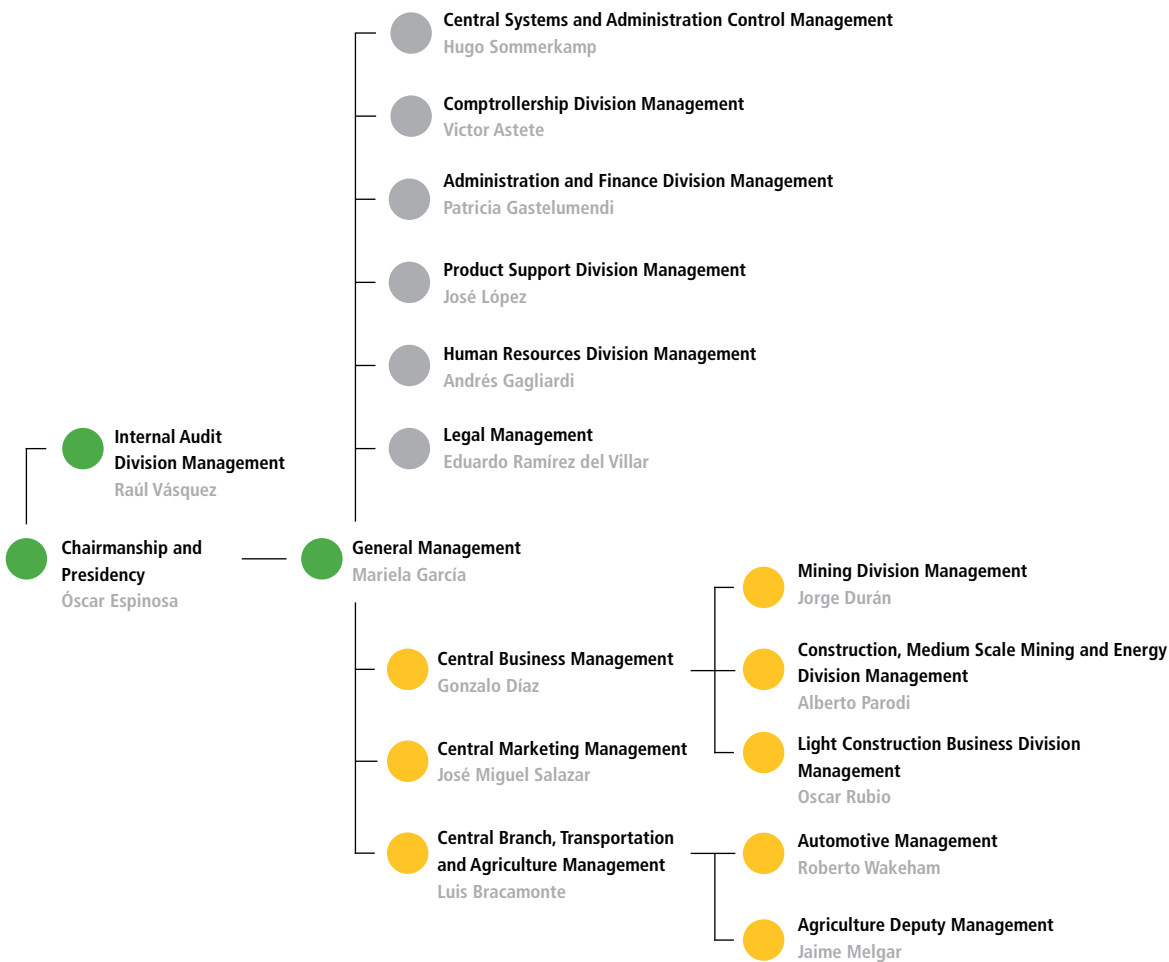 Central Systems and Administration Control Management
Hugo Sommerkamp
Comptrollership Division Management
Victor Astete
Administration and Finance Division Management
Patricia Gastelumendi
Product Support Division Management
José López
Human Resources Division Management
Andrés Gagliardi
Legal Management
Eduardo Ramírez del Villar
Internal Audit
Division Management
Raúl Vásquez
Chairmanship and
Presidency
Óscar Espinosa
General Management
Mariela García
Central Business Management
Gonzalo Díaz
Mining Division Management
Jorge Durán
Construction, Medium Scale Mining and Energy
Division Management
Alberto Parodi
Light Construction Business Division
Management
Oscar Rubio
Central Marketing Management
José Miguel Salazar
Central Branch, Transportation
and Agriculture Management
Luis Bracamonte
Automotive Management
Roberto Wakeham
Agriculture Deputy Management
Jaime Melgar